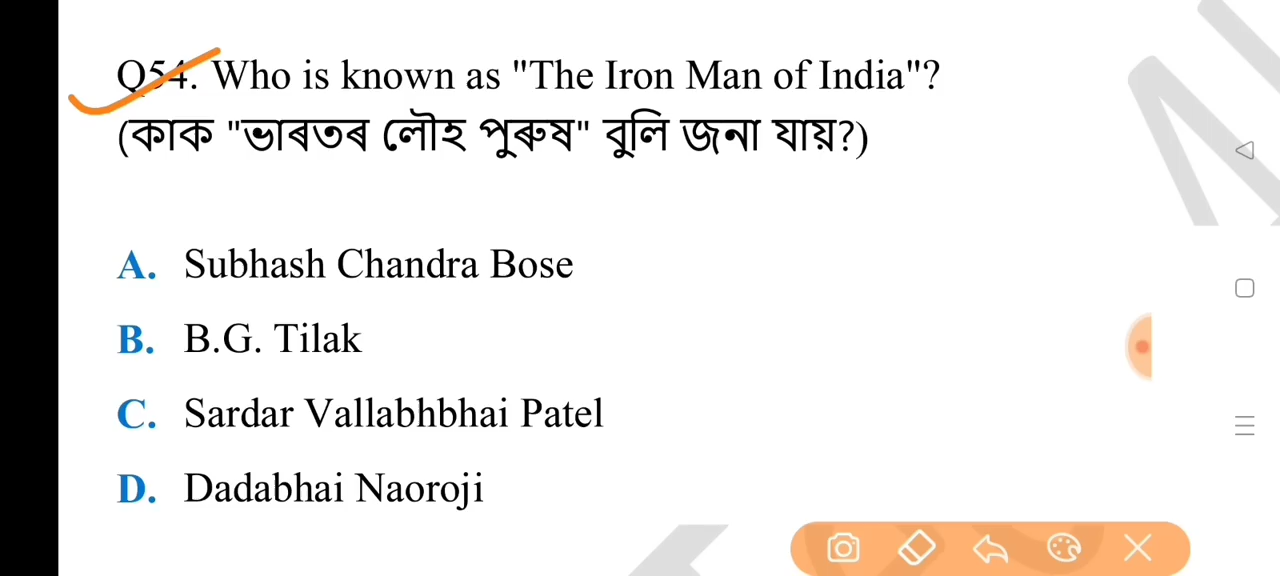 Q54. Who is known as "The Iron Man of India"?
(কাক "ভাৰতৰ লৌহ পুৰুষ" বুলি জনা যায়?)
A. Subhash Chandra Bose
B. B.G. Tilak
C. Sardar Vallabhbhai Patel
D. Dadabhai Naoroji